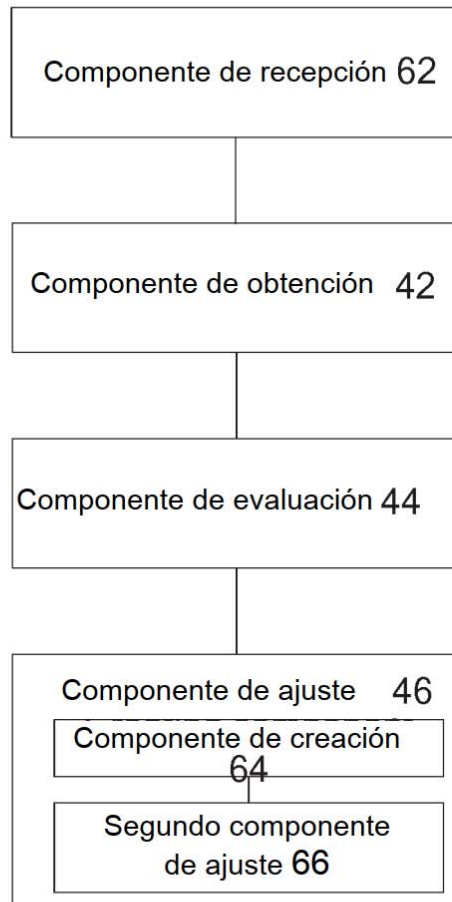 Componente de recepción 62
Componente de obtención 42
Componente de evaluación 44
Componente de ajuste 46
Componente de creación
64
Segundo componente
de ajuste 66